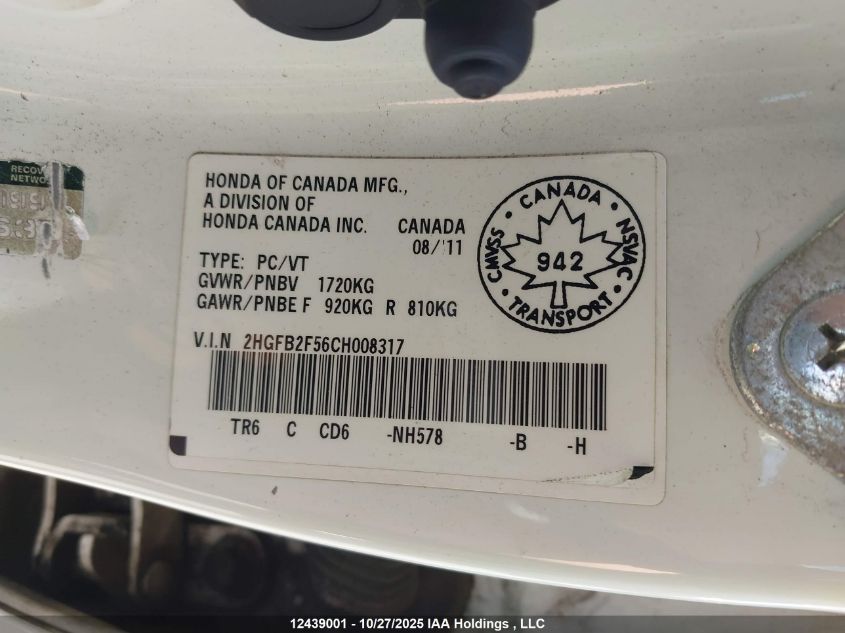 RECOV
NETWO
HONDA OF CANADA MFG.,
A DIVISION OF
HONDA CANADA INC. CANADA
08/'11
TYPE: PC/VT
GVWR/PNBV 1720KG
GAWR/PNBE F 920KG R 810KG
V.I.N 2HGFB2F56CH008317
TR6 C CD6 -NH578 -B -H
CANADA
CMVSS • NSVAC
942
TRANSPORT
12439001 - 10/27/2025 IAA Holdings , LLC